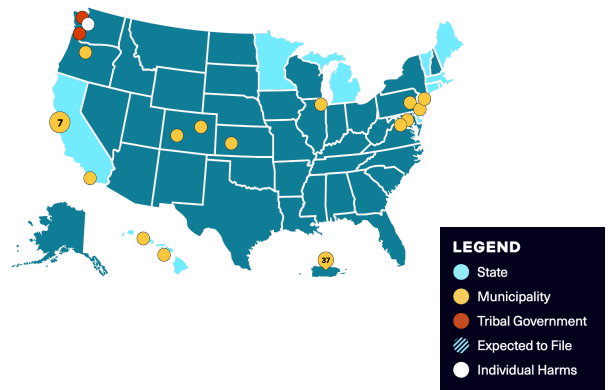 7
37
LEGEND
State
Municipality
Tribal Government
Expected to File
Individual Harms